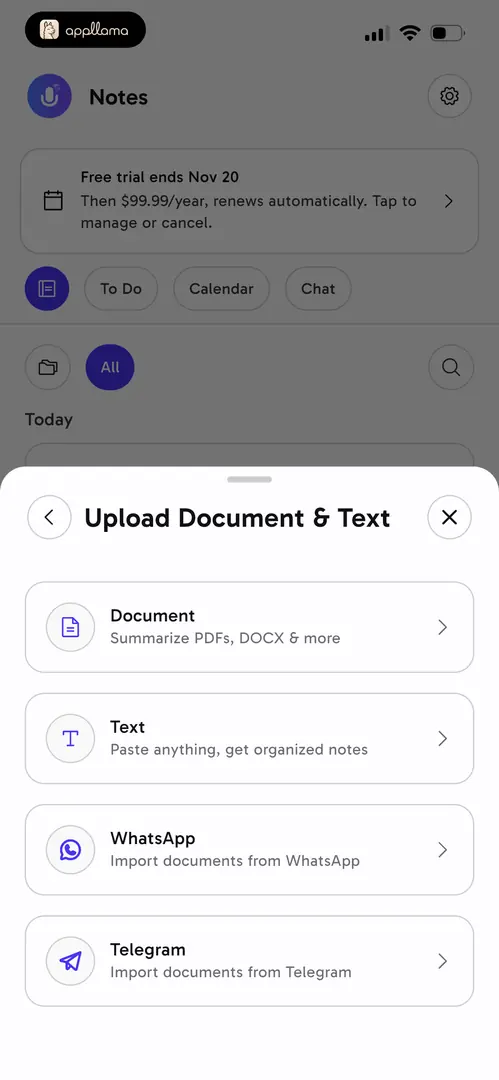 appllama
Notes
Free trial ends Nov 20
Then $99.99/year, renews automatically. Tap to
manage or cancel.
To Do
Calendar
Chat
All
Today
Upload Document & Text
Document
Summarize PDFs, DOCX & more
Text
Paste anything, get organized notes
WhatsApp
Import documents from WhatsApp
Telegram
Import documents from Telegram